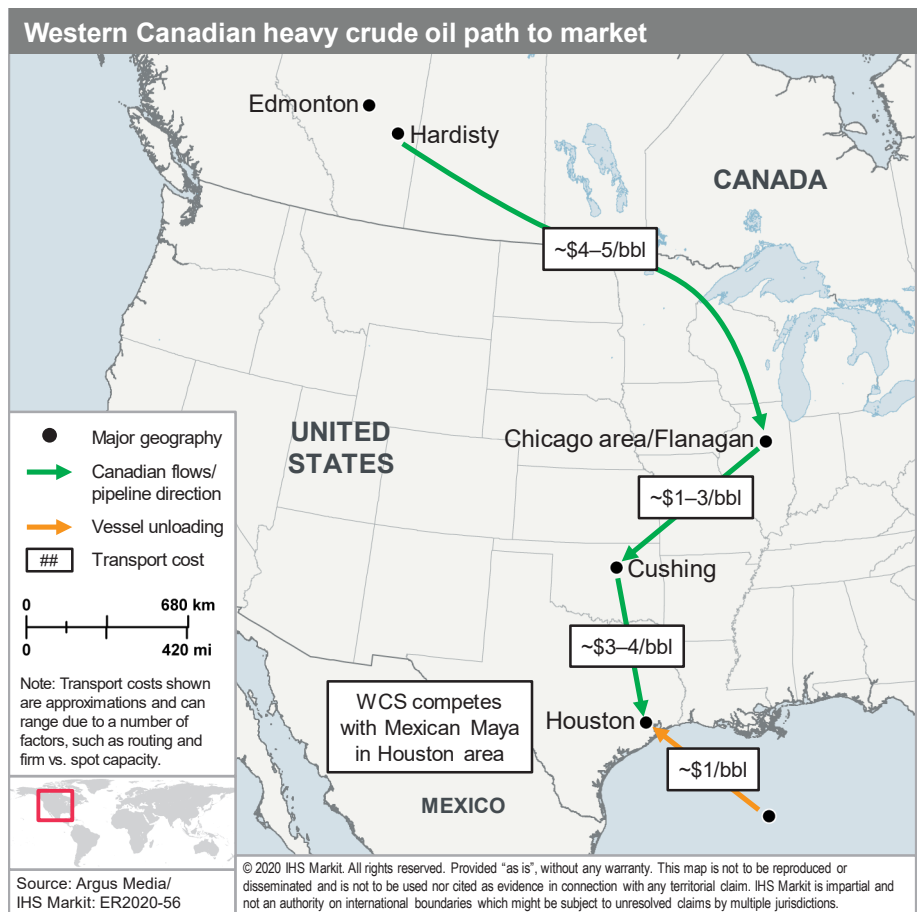 Western Canadian heavy crude oil path to market
Edmonton
Hardisty
CANADA
~$4–5/bbl
UNITED
STATES
Chicago area/Flanagan
~$1–3/bbl
Cushing
~$3–4/bbl
WCS competes
with Mexican Maya
in Houston area
Houston
~$1/bbl
MEXICO
Major geography
Canadian flows/
pipeline direction
Vessel unloading
## Transport cost
0 680 km
0 420 mi
Note: Transport costs shown
are approximations and can
range due to a number of
factors, such as routing and
firm vs. spot capacity.
Source: Argus Media/
IHS Markit: ER2020-56
© 2020 IHS Markit. All rights reserved. Provided “as is”, without any warranty. This map is not to be reproduced or
disseminated and is not to be used nor cited as evidence in connection with any territorial claim. IHS Markit is impartial and
not an authority on international boundaries which might be subject to unresolved claims by multiple jurisdictions.